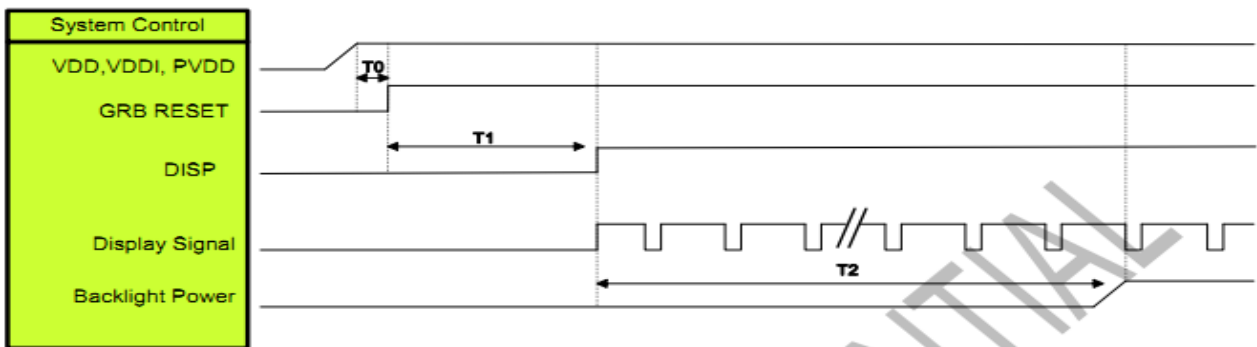 System Control
VDD,VDDI, PVDD
T0
GRB RESET
T1
DISP
Display Signal
T2
Backlight Power